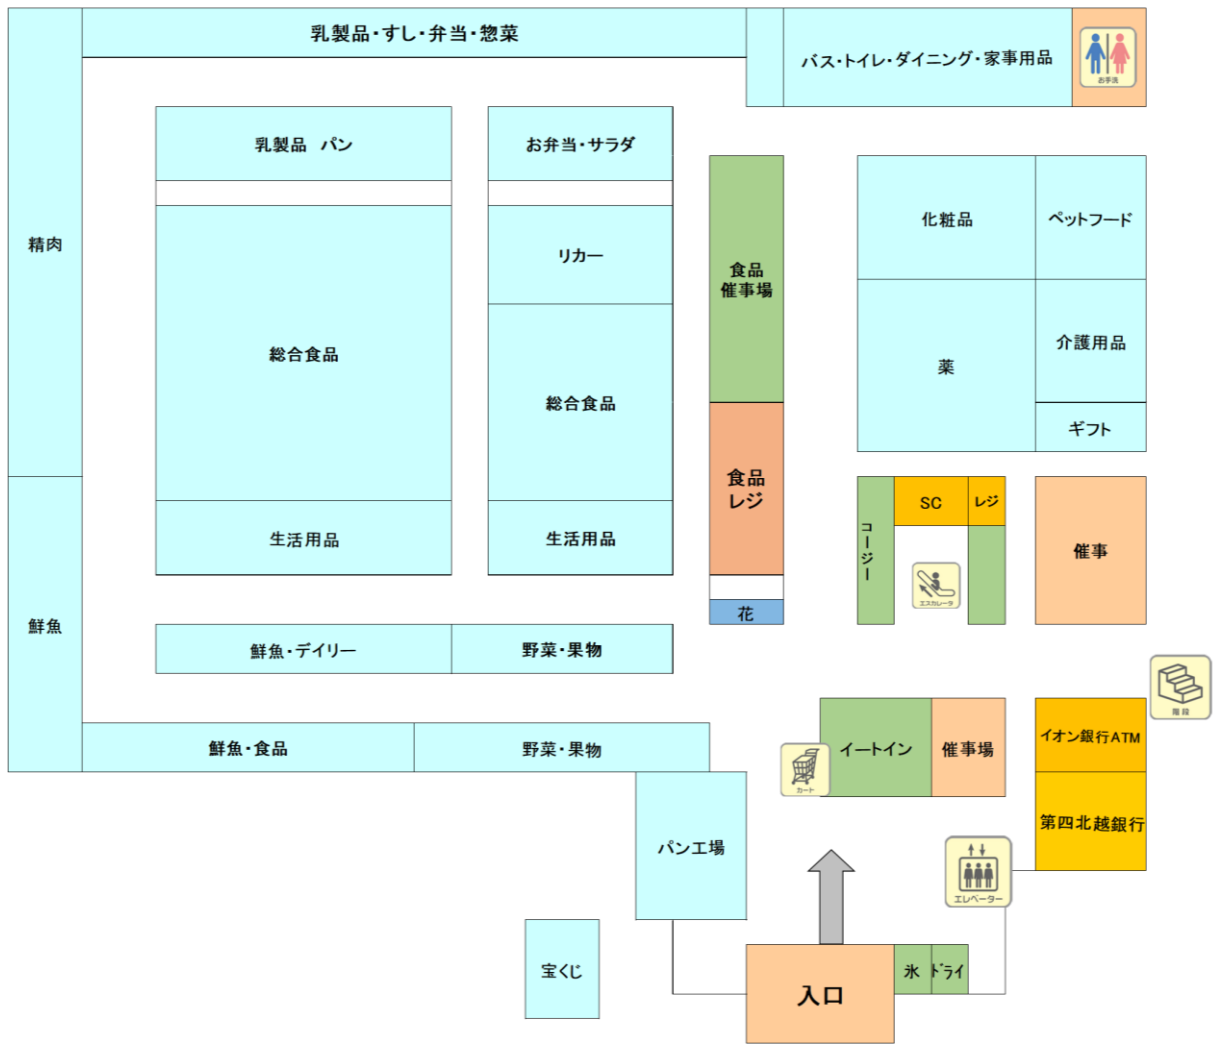 乳製品・すし・弁当・惣菜
バス・トイレ・ダイニング・家事用品
お手洗
乳製品 パン
お弁当・サラダ
精肉
化粧品
ペットフード
リカー
食品
催事場
総合食品
総合食品
薬
介護用品
ギフト
食品
レジ
SC
レジ
コージー
催事
生活用品
生活用品
エスカレータ
花
鮮魚
鮮魚・デイリー
野菜・果物
階段
鮮魚・食品
野菜・果物
カート
イートイン
催事場
イオン銀行ATM
第四北越銀行
パン工場
エレベーター
宝くじ
入口
氷
ドライ